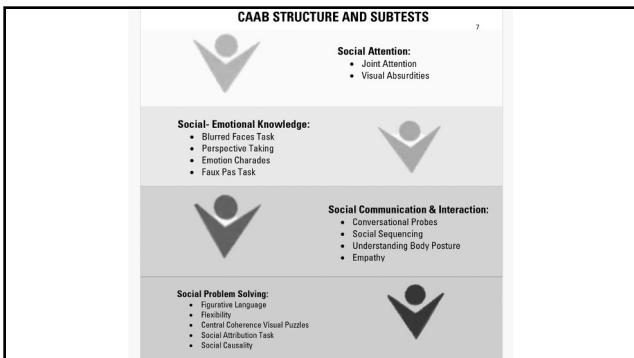 CAAB STRUCTURE AND SUBTESTS
7
Social Attention:
• Joint Attention
• Visual Absurdities
Social- Emotional Knowledge:
• Blurred Faces Task
• Perspective Taking
• Emotion Charades
• Faux Pas Task
Social Communication & Interaction:
• Conversational Probes
• Social Sequencing
• Understanding Body Posture
• Empathy
Social Problem Solving:
• Figurative Language
• Flexibility
• Central Coherence Visual Puzzles
• Social Attribution Task
• Social Causality